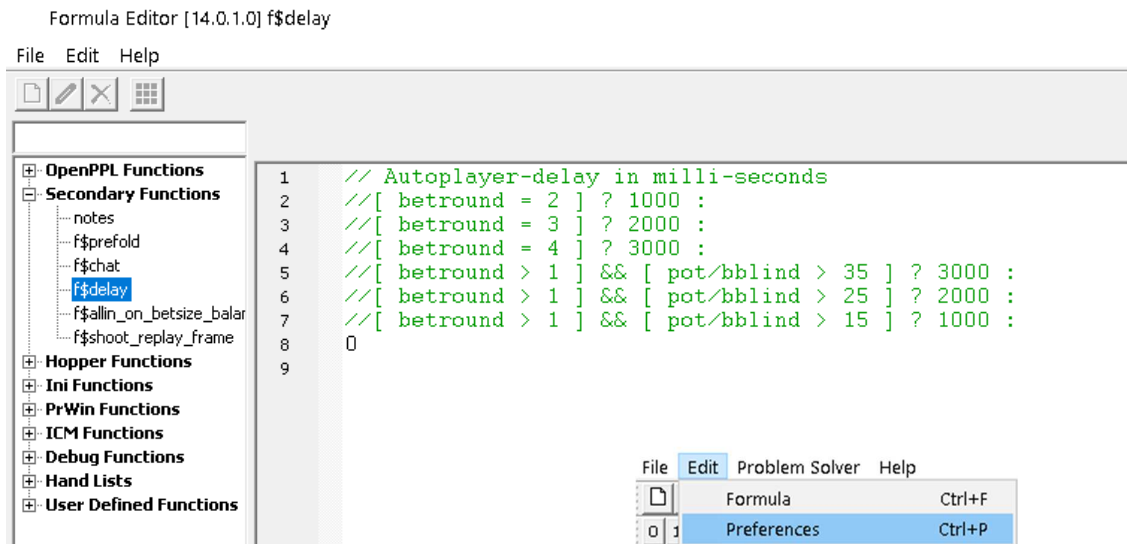 Formula Editor [14.0.1.0] f$delay
File Edit Help
OpenPPL Functions
Secondary Functions
notes
f$prefold
f$chat
f$delay
f$allin_on_betsize_balar
f$shoot_replay_frame
Hopper Functions
Ini Functions
PrWin Functions
ICM Functions
Debug Functions
Hand Lists
User Defined Functions
1 // Autoplayer-delay in milli-seconds
2 //[ betround = 2 ] ? 1000 :
3 //[ betround = 3 ] ? 2000 :
4 //[ betround = 4 ] ? 3000 :
5 //[ betround > 1 ] && [ pot/bblind > 35 ] ? 3000 :
6 //[ betround > 1 ] && [ pot/bblind > 25 ] ? 2000 :
7 //[ betround > 1 ] && [ pot/bblind > 15 ] ? 1000 :
8 0
9
File Edit Problem Solver Help
Formula Ctrl+F
0 1 Preferences Ctrl+P